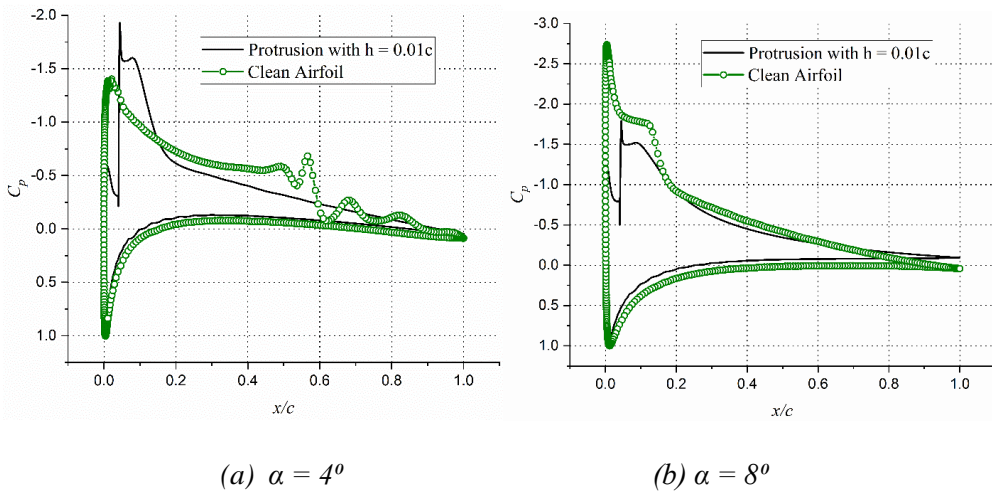 -2.0
-1.5
-1.0
-0.5
0.0
0.5
1.0
C_p
Protrusion with h = 0.01c
Clean Airfoil
0.0 0.2 0.4 0.6 0.8 1.0
x/c
(a) α = 4º
-3.0
-2.5
-2.0
-1.5
-1.0
-0.5
0.0
0.5
1.0
C_p
Protrusion with h = 0.01c
Clean Airfoil
0.0 0.2 0.4 0.6 0.8 1.0
x/c
(b) α = 8º